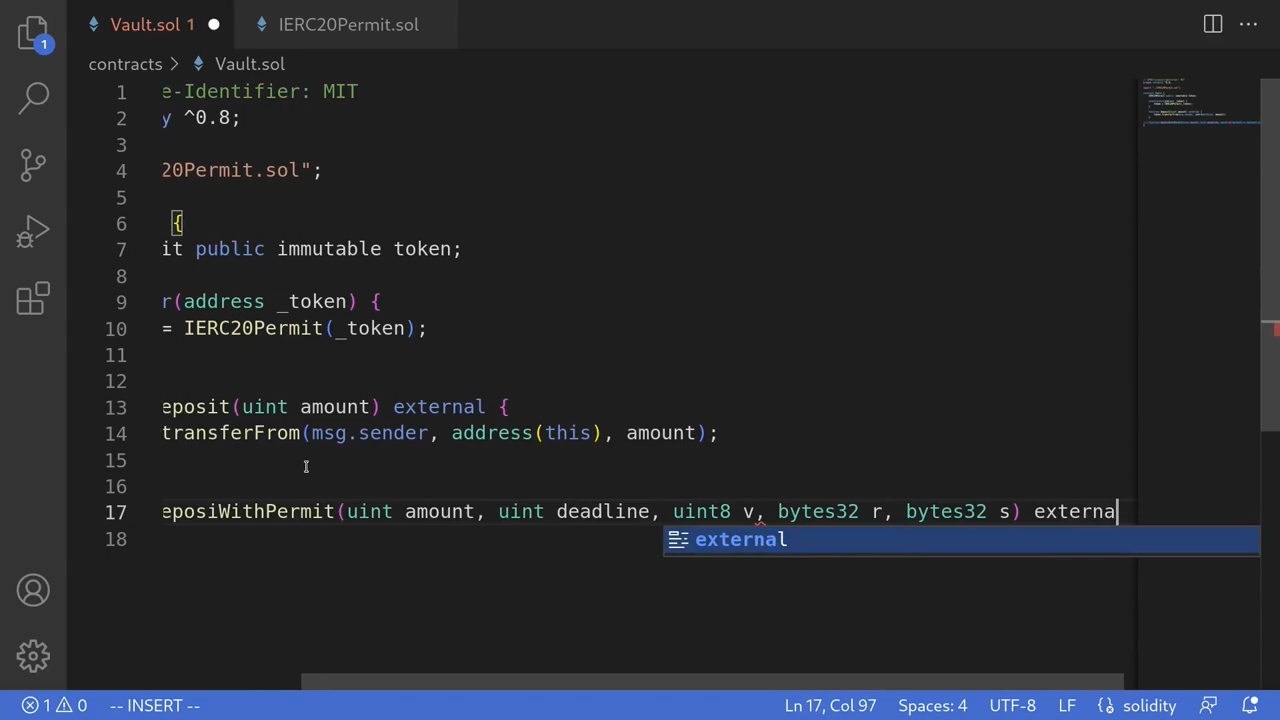 Vault.sol 1
IERC20Permit.sol
1
contracts > Vault.sol
1 e-Identifier: MIT
2 y ^0.8;
3
4 20Permit.sol";
5
6 {
7 it public immutable token;
8
9 r(address _token) {
10 = IERC20Permit(_token);
11
12
13 eposit(uint amount) external {
14 transferFrom(msg.sender, address(this), amount);
15
16
17 eposiWithPermit(uint amount, uint deadline, uint8 v, bytes32 r, bytes32 s) externa
external
18
1 0 -- INSERT -- Ln 17, Col 97 Spaces: 4 UTF-8 LF solidity